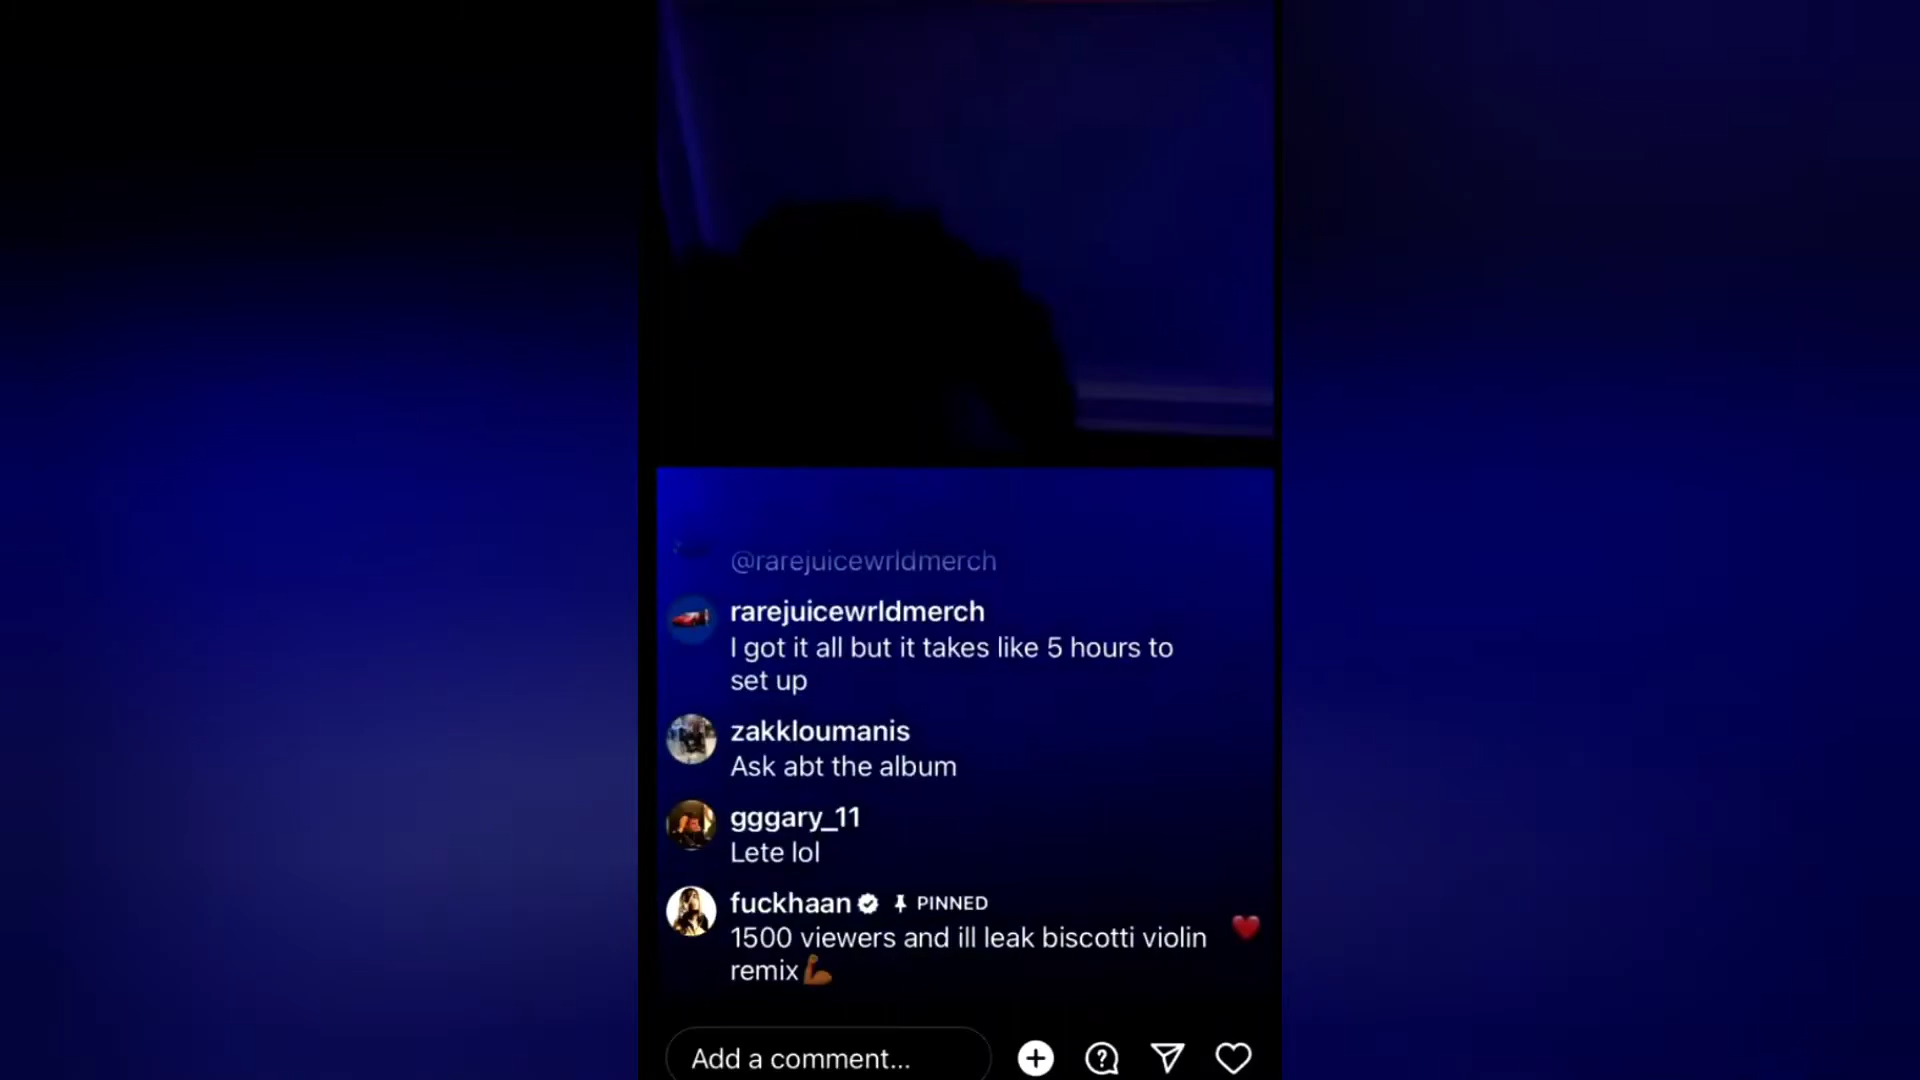 @rarejuicewrldmerch
rarejuicewrldmerch
I got it all but it takes like 5 hours to
set up
zakkloumanis
Ask abt the album
gggary_11
Lete lol
fuckhaan PINNED
1500 viewers and ill leak biscotti violin
remix💪🏾
Add a comment...